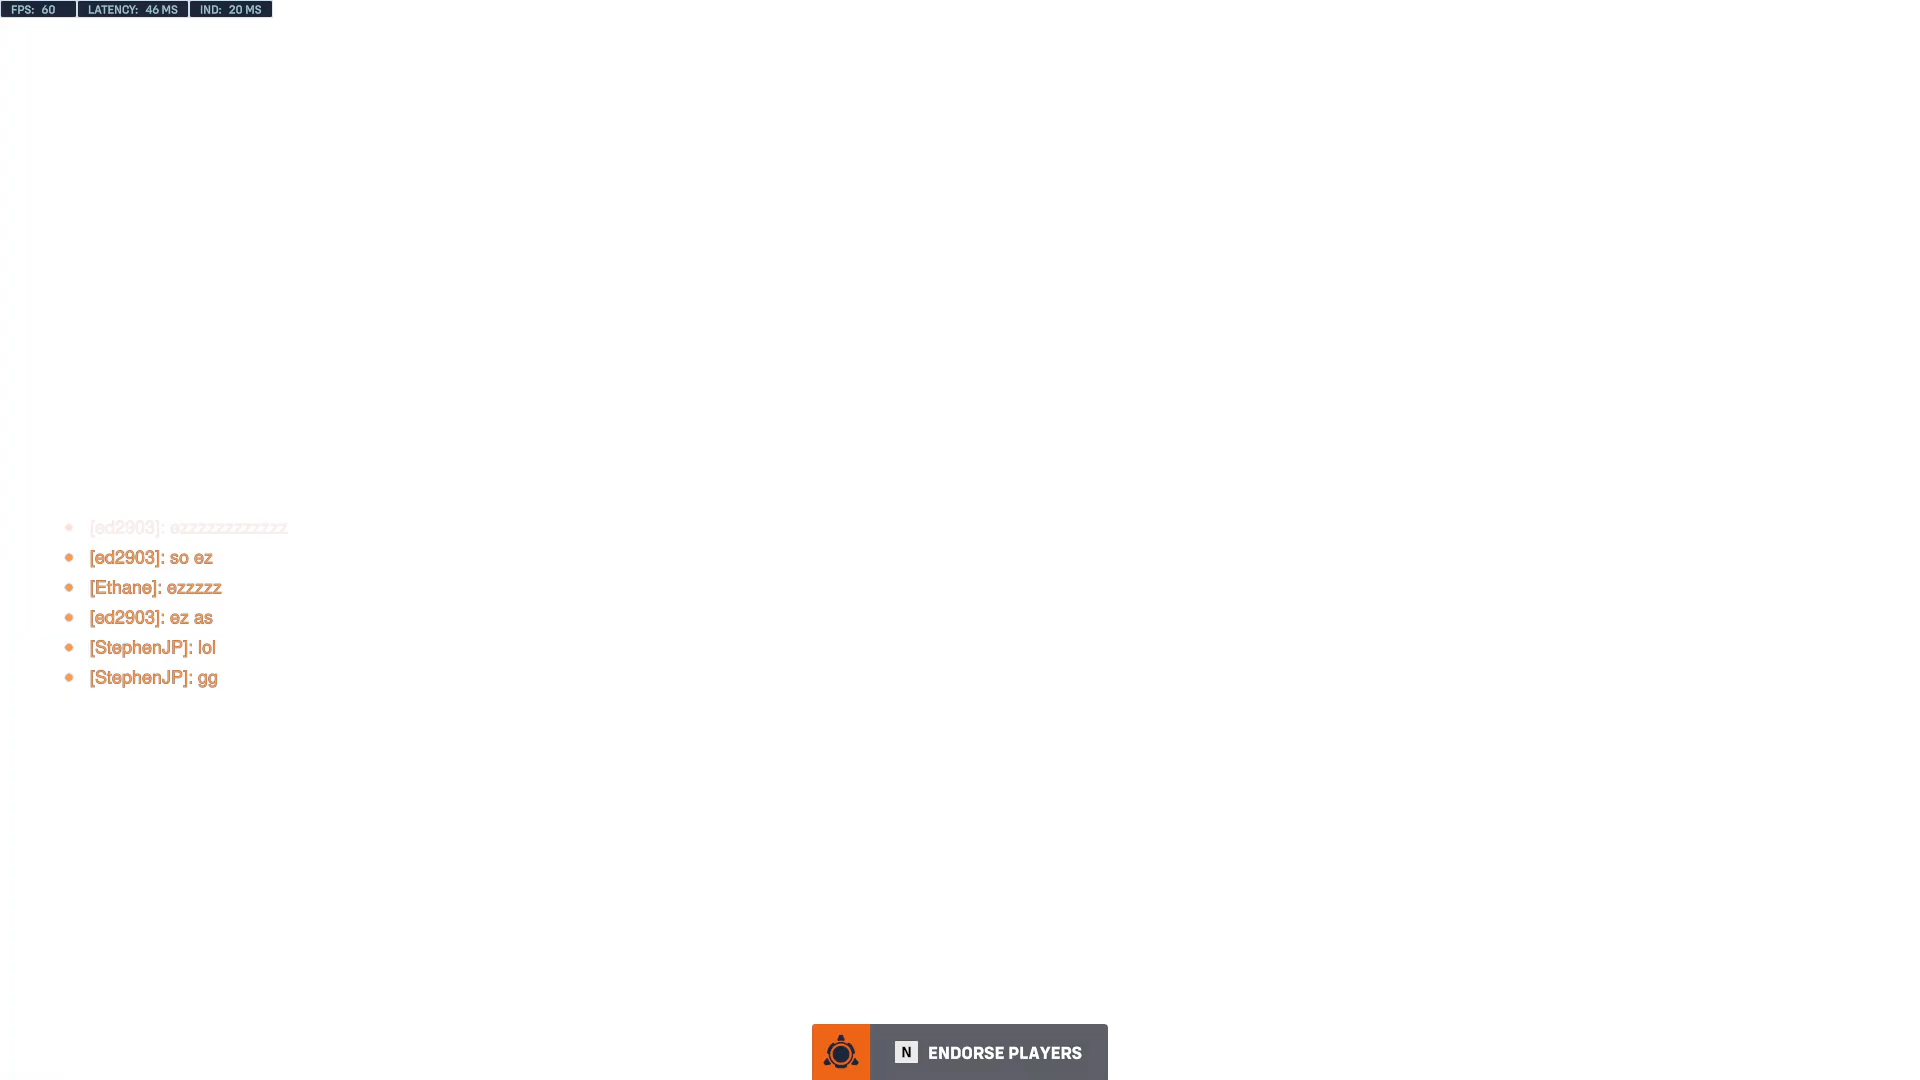 FPS: 60 LATENCY: 46 MS IND: 20 MS
[ed2903]: ezzzzzzzzzzzzz
[ed2903]: so ez
[Ethane]: ezzzzz
[ed2903]: ez as
[StephenJP]: lol
[StephenJP]: gg
N ENDORSE PLAYERS